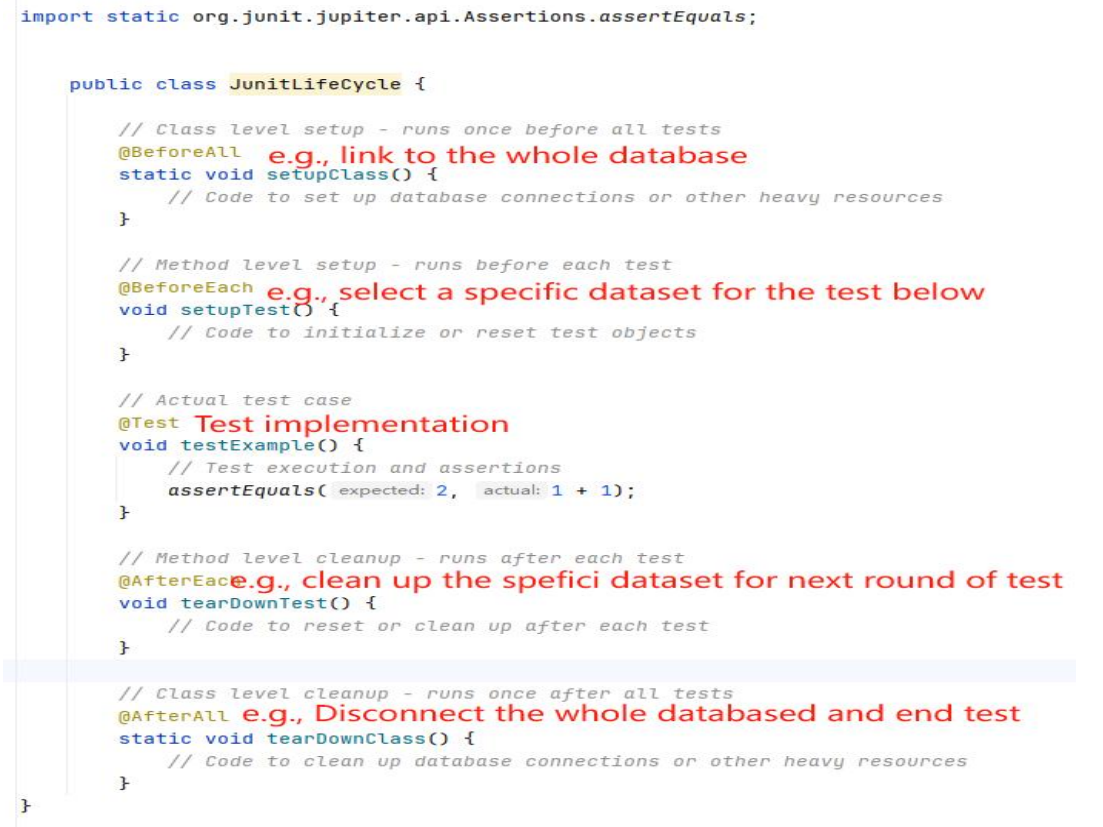 import static org.junit.jupiter.api.Assertions.assertEquals;
public class JunitLifeCycle {
// Class level setup - runs once before all tests
@BeforeAll e.g., link to the whole database
static void setupClass() {
// Code to set up database connections or other heavy resources
}
// Method level setup - runs before each test
@BeforeEach e.g., select a specific dataset for the test below
void setupTest() {
// Code to initialize or reset test objects
}
// Actual test case
@Test Test implementation
void testExample() {
// Test execution and assertions
assertEquals( expected: 2, actual: 1 + 1);
}
// Method level cleanup - runs after each test
@AfterEach e.g., clean up the spefici dataset for next round of test
void tearDownTest() {
// Code to reset or clean up after each test
}
// Class level cleanup - runs once after all tests
@AfterAll e.g., Disconnect the whole databased and end test
static void tearDownClass() {
// Code to clean up database connections or other heavy resources
}
}